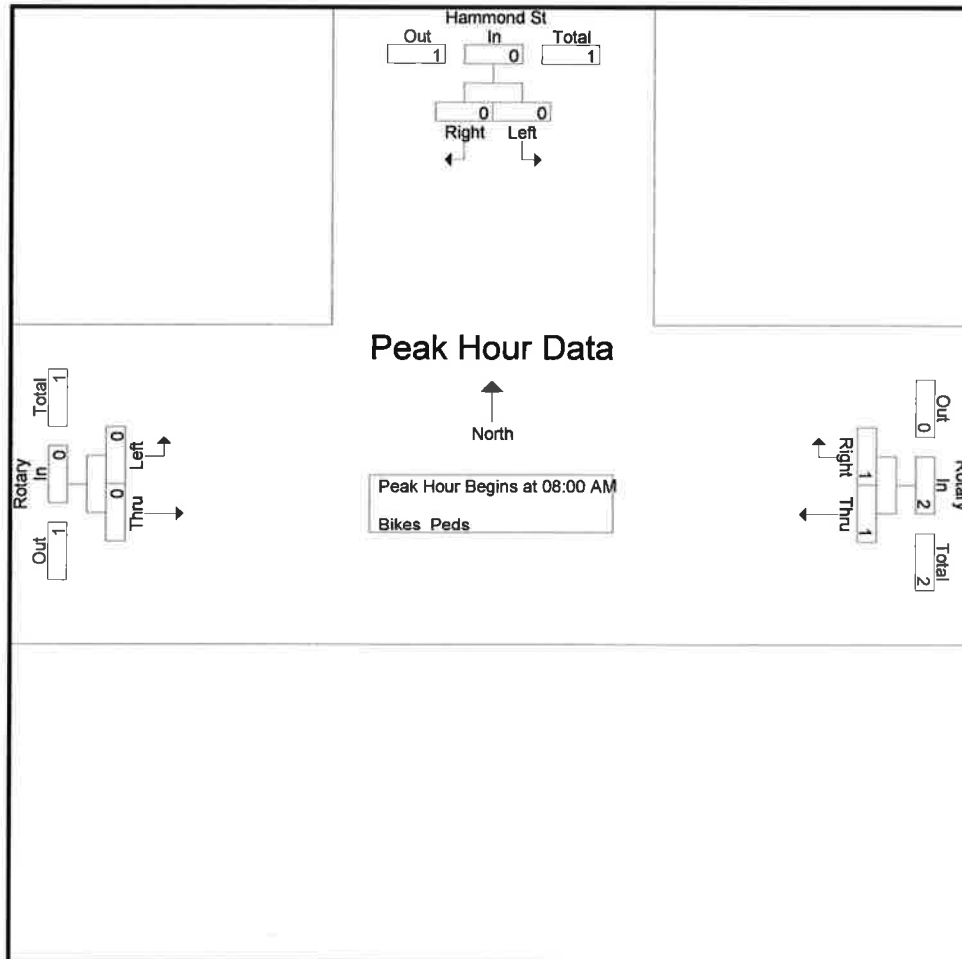 Hammond St
Out In Total
1 0 1
0 0
Right Left
Peak Hour Data
North
Peak Hour Begins at 08:00 AM
Bikes Peds
Rotary
Total In Out
1 0 1
0 0
Left Thru
Rotary
Out In Total
0 2 2
1 1
Right Thru